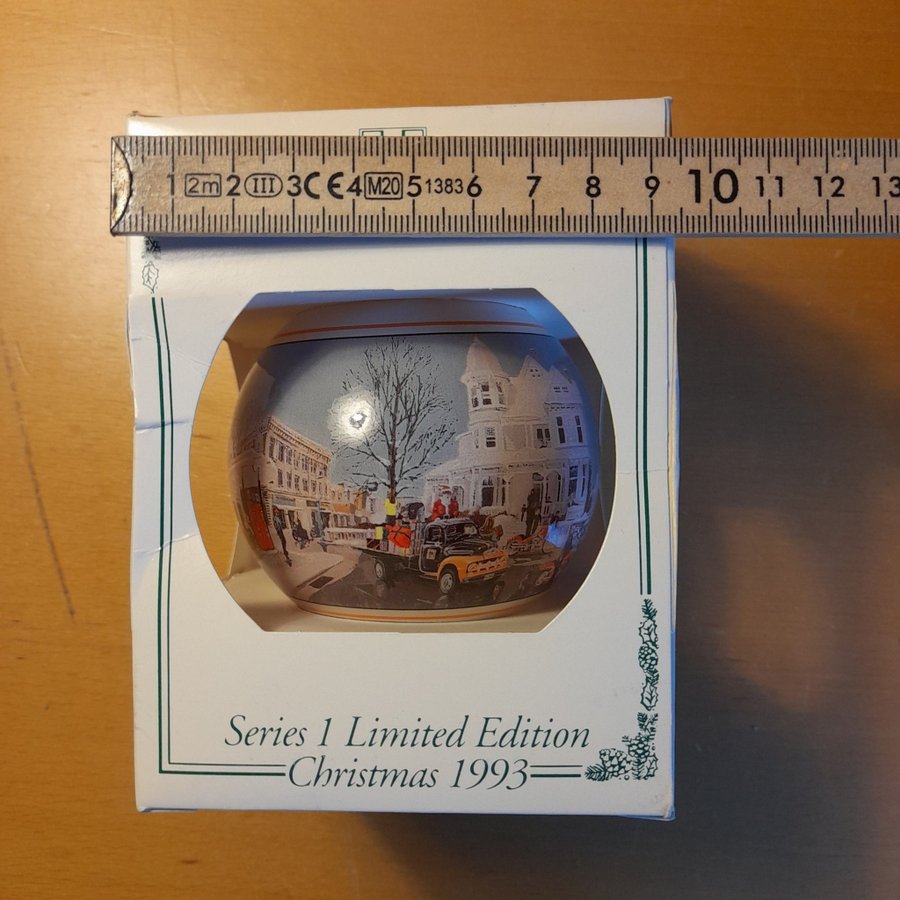 1 2m 2 III 3 CE 4 M20 5 1383 6 7 8 9 10 11 12 13
Series 1 Limited Edition
Christmas 1993